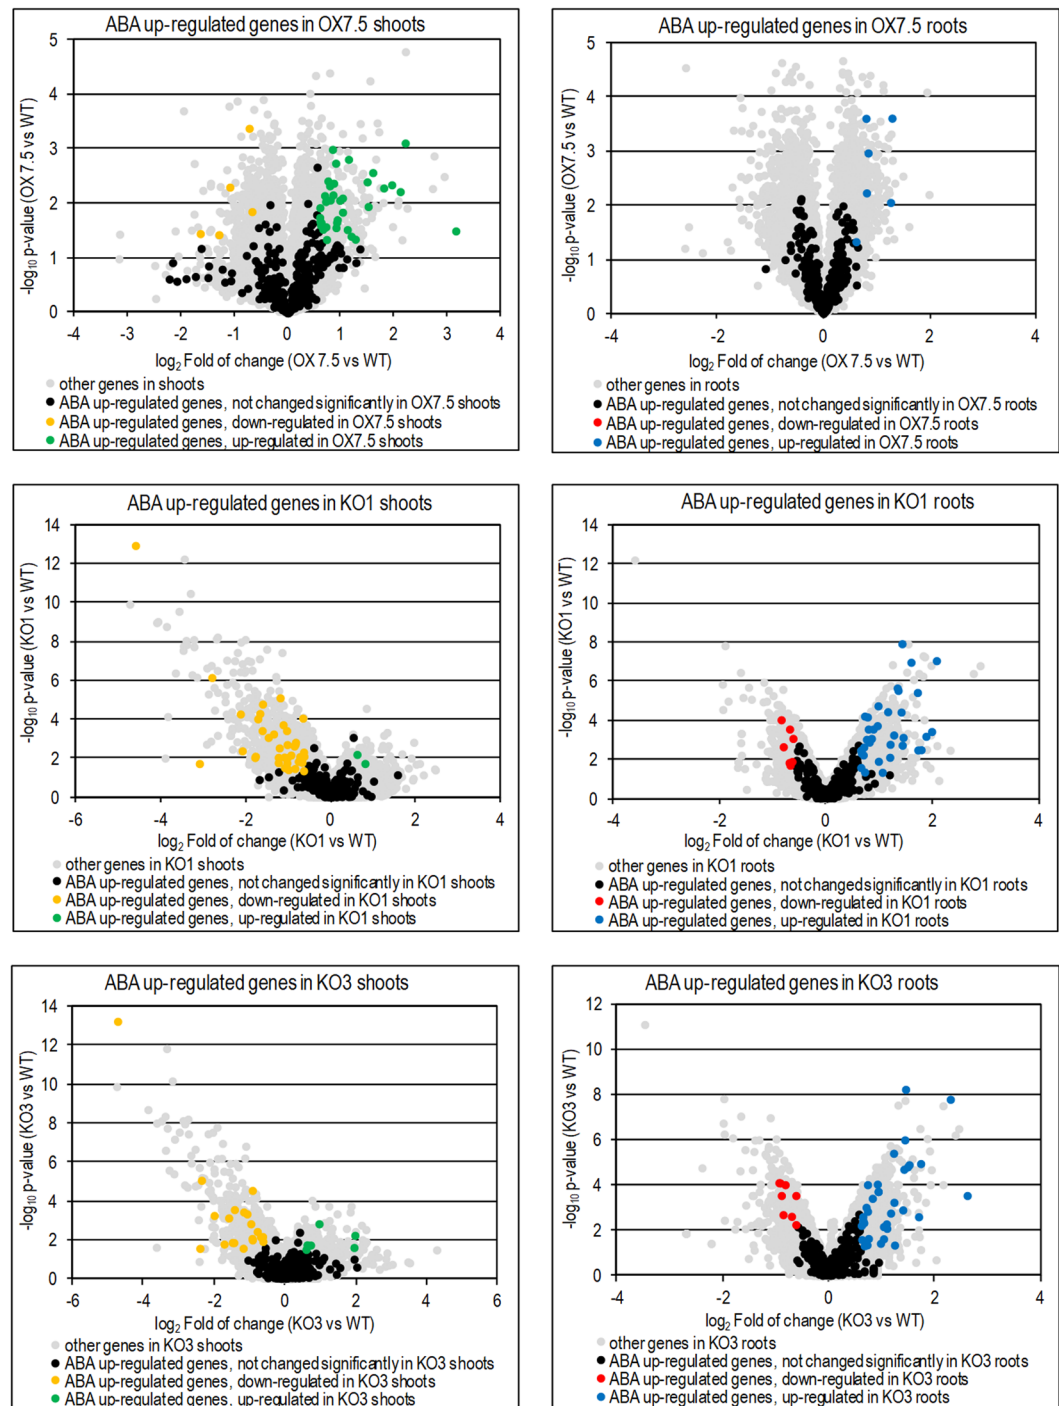 ABA up-regulated genes in OX7.5 shoots
-log10 p-value (OX 7.5 vs WT)
5
4
3
2
1
0
-4 -3 -2 -1 0 1 2 3 4
log2 Fold of change (OX 7.5 vs WT)
other genes in shoots
ABA up-regulated genes, not changed significantly in OX7.5 shoots
ABA up-regulated genes, down-regulated in OX7.5 shoots
ABA up-regulated genes, up-regulated in OX7.5 shoots
ABA up-regulated genes in OX7.5 roots
-log10 p-value (OX7.5 vs WT)
5
4
3
2
1
0
-4 -2 0 2 4
log2 Fold of change (OX 7.5 vs WT)
other genes in roots
ABA up-regulated genes, not changed significantly in OX7.5 roots
ABA up-regulated genes, down-regulated in OX7.5 roots
ABA up-regulated genes, up-regulated in OX7.5 roots
ABA up-regulated genes in KO1 shoots
-log10 p-value (KO1 vs WT)
14
12
10
8
6
4
2
0
-6 -4 -2 0 2 4
log2 Fold of change (KO1 vs WT)
other genes in KO1 shoots
ABA up-regulated genes, not changed significantly in KO1 shoots
ABA up-regulated genes, down-regulated in KO1 shoots
ABA up-regulated genes, up-regulated in KO1 shoots
ABA up-regulated genes in KO1 roots
-log10 p-value (KO1 vs WT)
14
12
10
8
6
4
2
0
-4 -2 0 2 4
log2 Fold of change (KO1 vs WT)
other genes in KO1 roots
ABA up-regulated genes, not changed significantly in KO1 roots
ABA up-regulated genes, down-regulated in KO1 roots
ABA up-regulated genes, up-regulated in KO1 roots
ABA up-regulated genes in KO3 shoots
-log10 p-value (KO3 vs WT)
14
12
10
8
6
4
2
0
-6 -4 -2 0 2 4 6
log2 Fold of change (KO3 vs WT)
other genes in KO3 shoots
ABA up-regulated genes, not changed significantly in KO3 shoots
ABA up-regulated genes, down-regulated in KO3 shoots
ABA up-regulated genes, up-regulated in KO3 shoots
ABA up-regulated genes in KO3 roots
-log10 p-value (KO3 vs WT)
12
10
8
6
4
2
0
-4 -2 0 2 4
log2 Fold of change (KO3 vs WT)
other genes in KO3 roots
ABA up-regulated genes, not changed significantly in KO3 roots
ABA up-regulated genes, down-regulated in KO3 roots
ABA up-regulated genes, up-regulated in KO3 roots